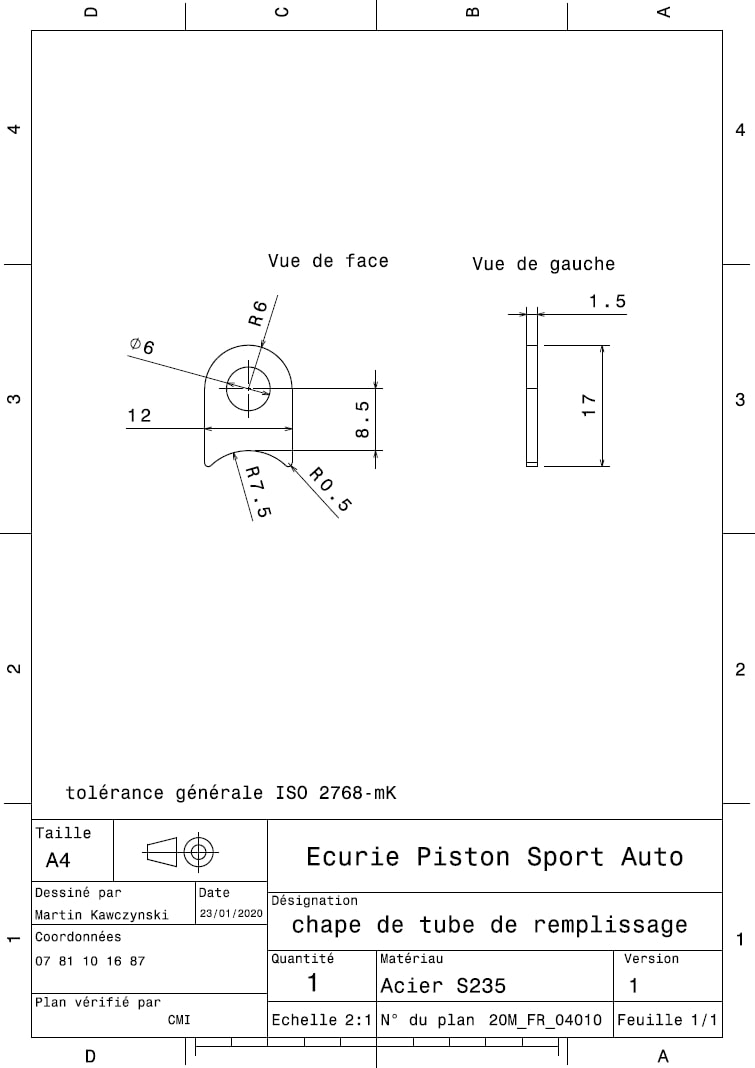 D C B A
4 4
Vue de face
Vue de gauche
1.5
R6
Ø6
3 3
12
8.5
17
R7.5
R0.5
2 2
tolérance générale ISO 2768-mK
Taille
A4
Ecurie Piston Sport Auto
Dessiné par
Martin Kawczynski
Date
23/01/2020
Désignation
chape de tube de remplissage
1 1
Coordonnées
07 81 10 16 87
Quantité
1
Matériau
Acier S235
Version
1
Plan vérifié par
CMI
Echelle 2:1
N° du plan 20M_FR_04010
Feuille 1/1
D A